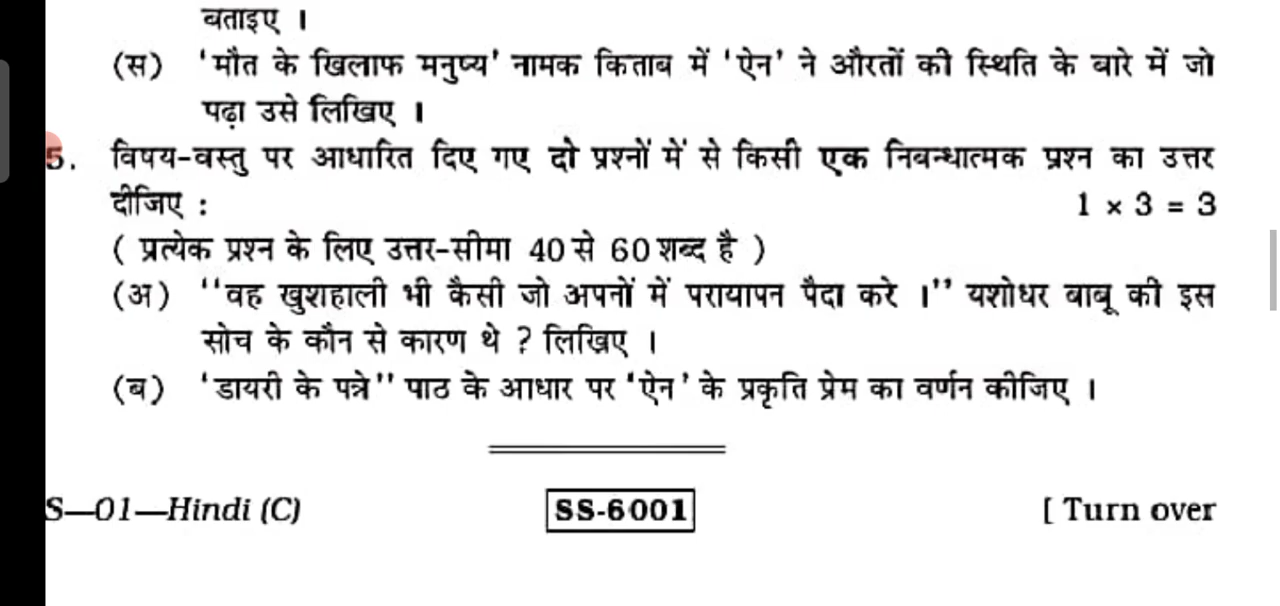 बताइए ।
(स) 'मौत के खिलाफ मनुष्य' नामक किताब में 'ऐन' ने औरतों की स्थिति के बारे में जो
पढ़ा उसे लिखिए ।
5. विषय-वस्तु पर आधारित दिए गए दो प्रश्नों में से किसी एक निबन्धात्मक प्रश्न का उत्तर
दीजिए : 1 × 3 = 3
( प्रत्येक प्रश्न के लिए उत्तर-सीमा 40 से 60 शब्द है )
(अ) "वह खुशहाली भी कैसी जो अपनों में परायापन पैदा करे ।" यशोधर बाबू की इस
सोच के कौन से कारण थे ? लिखिए ।
(ब) 'डायरी के पन्ने" पाठ के आधार पर 'ऐन' के प्रकृति प्रेम का वर्णन कीजिए ।
S—01—Hindi (C) SS-6001 [ Turn over